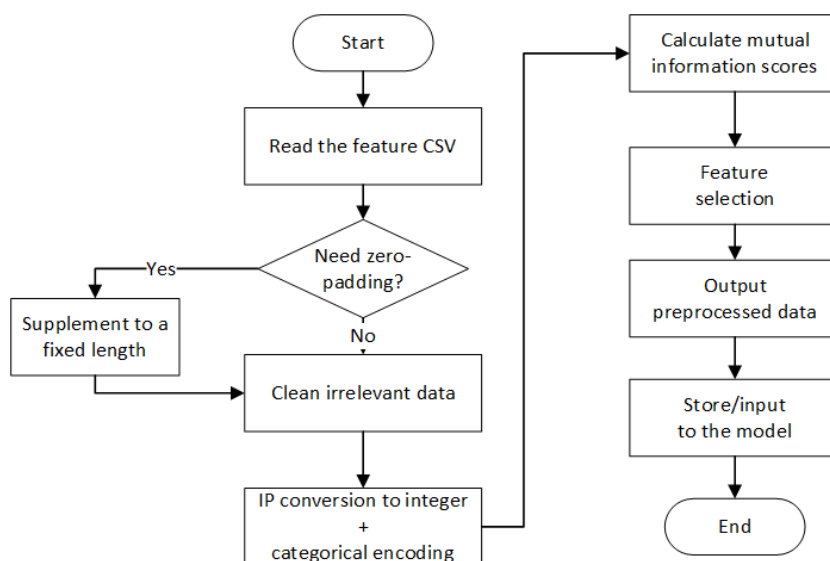 Start
Read the feature CSV
Need zero-
padding?
Yes
No
Supplement to a
fixed length
Clean irrelevant data
IP conversion to integer
+
categorical encoding
Calculate mutual
information scores
Feature
selection
Output
preprocessed data
Store/input
to the model
End